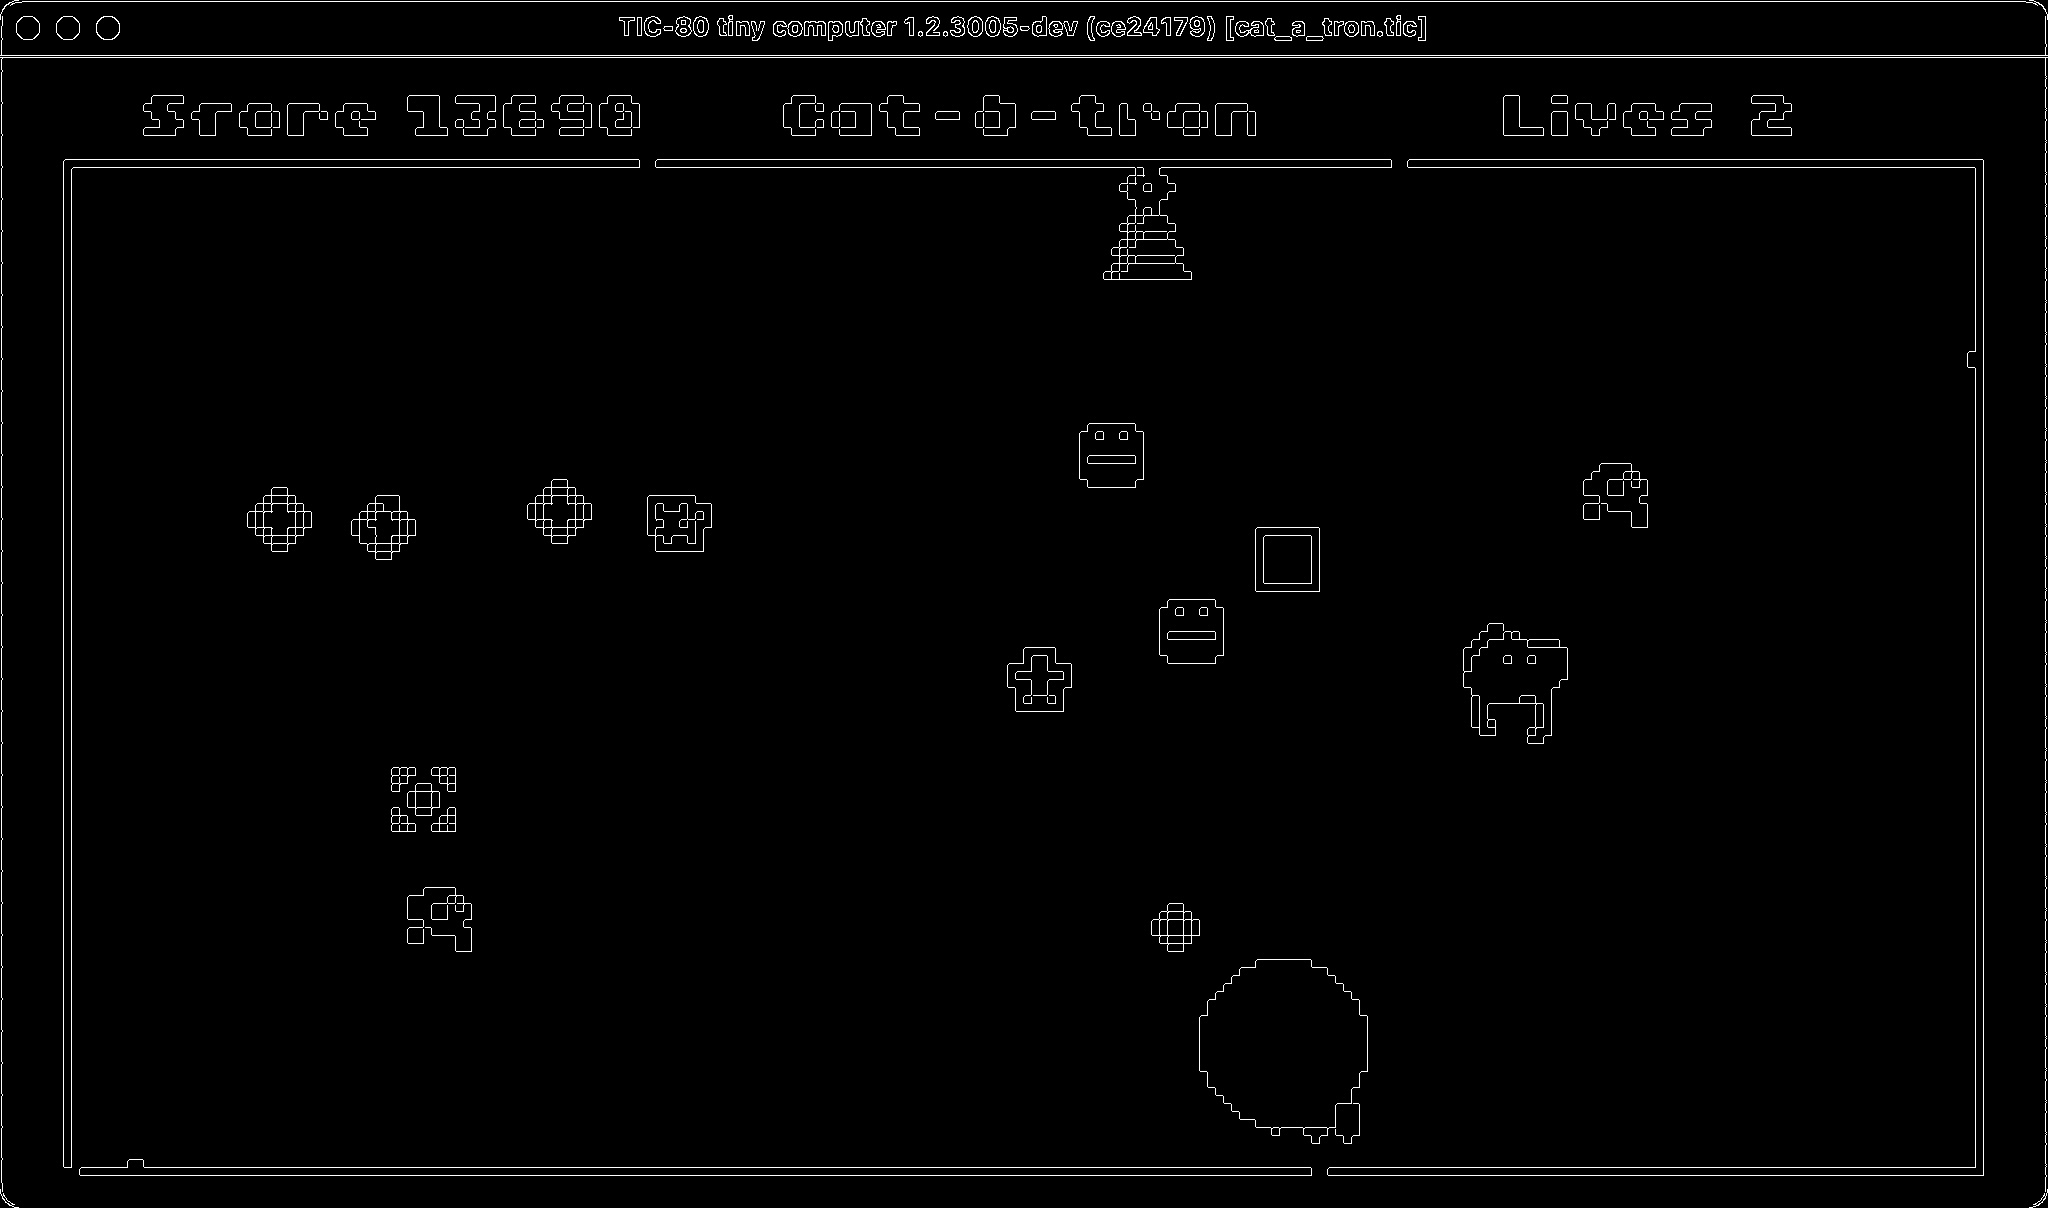 TIC-80 tiny computer 1.2.3005-dev (ce24179) [cat_a_tron.tic]
Score 13690 Cat-a-tron Lives 2